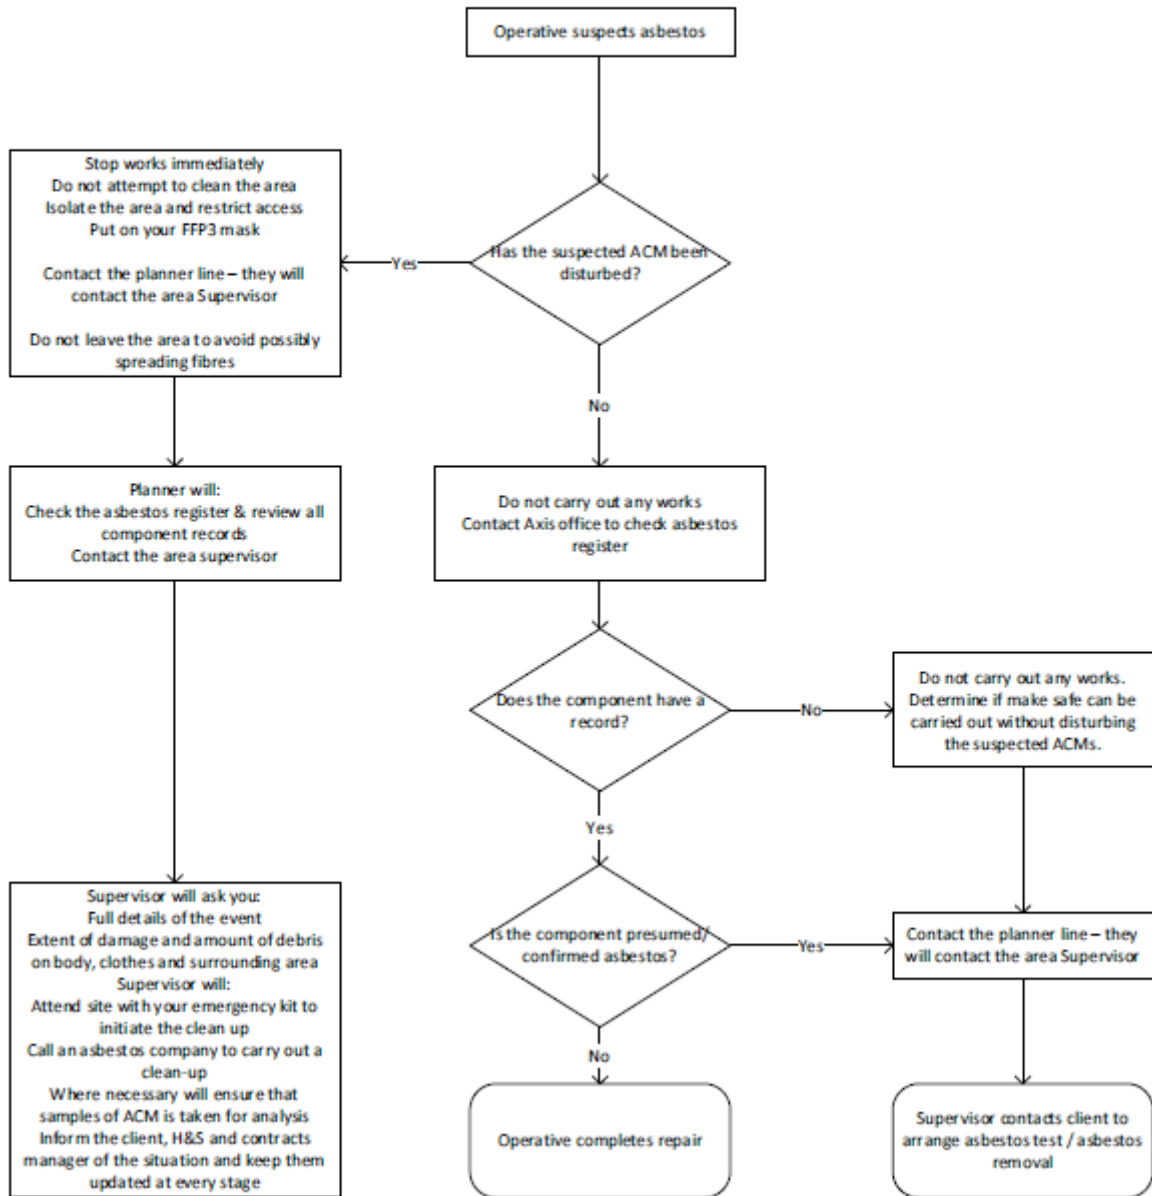 Operative suspects asbestos
Stop works immediately
Do not attempt to clean the area
Isolate the area and restrict access
Put on your FFP3 mask
Contact the planner line – they will
contact the area Supervisor
Do not leave the area to avoid possibly
spreading fibres
Yes
Has the suspected ACM been
disturbed?
No
Planner will:
Check the asbestos register & review all
component records
Contact the area supervisor
Do not carry out any works
Contact Axis office to check asbestos
register
Does the component have a
record?
No
Do not carry out any works.
Determine if make safe can be
carried out without disturbing
the suspected ACMs.
Yes
Supervisor will ask you:
Full details of the event
Extent of damage and amount of debris
on body, clothes and surrounding area
Supervisor will:
Attend site with your emergency kit to
initiate the clean up
Call an asbestos company to carry out a
clean-up
Where necessary will ensure that
samples of ACM is taken for analysis
Inform the client, H&S and contracts
manager of the situation and keep them
updated at every stage
Is the component presumed/
confirmed asbestos?
Yes
Contact the planner line – they
will contact the area Supervisor
No
Operative completes repair
Supervisor contacts client to
arrange asbestos test / asbestos
removal